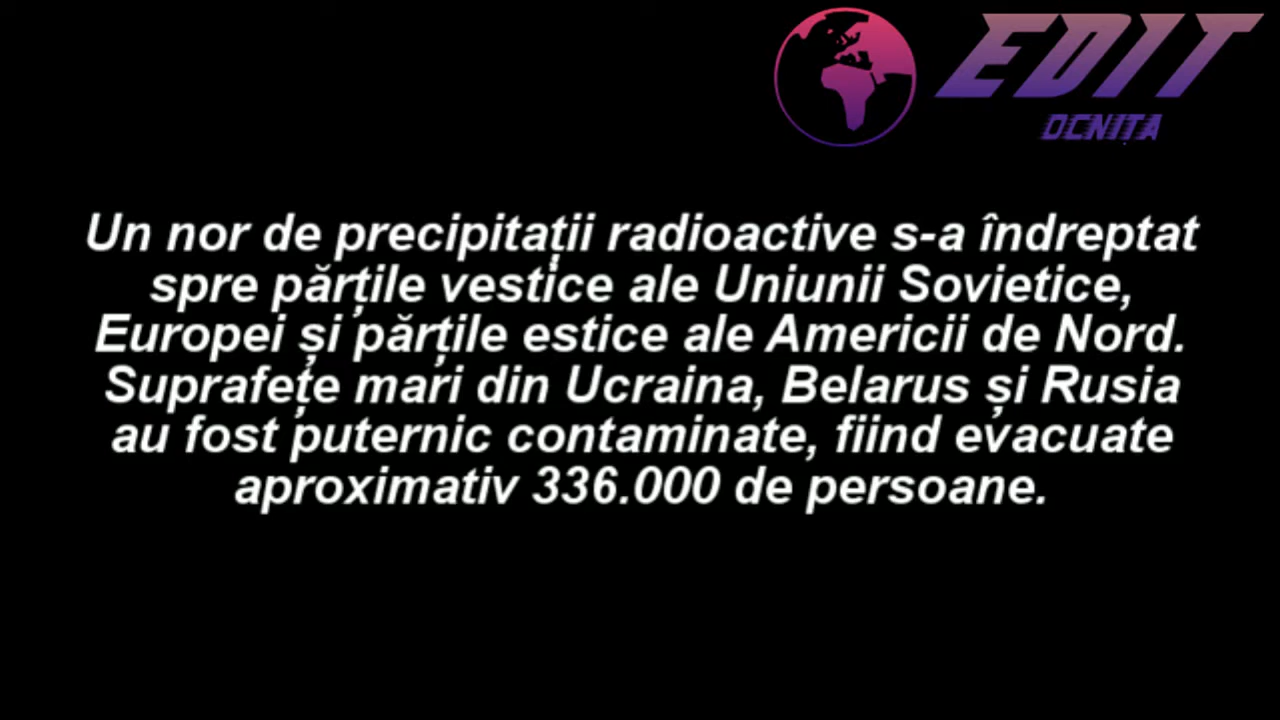 EDIT
OCNIȚA
Un nor de precipitații radioactive s-a îndreptat
spre părțile vestice ale Uniunii Sovietice,
Europei și părțile estice ale Americii de Nord.
Suprafețe mari din Ucraina, Belarus și Rusia
au fost puternic contaminate, fiind evacuate
aproximativ 336.000 de persoane.